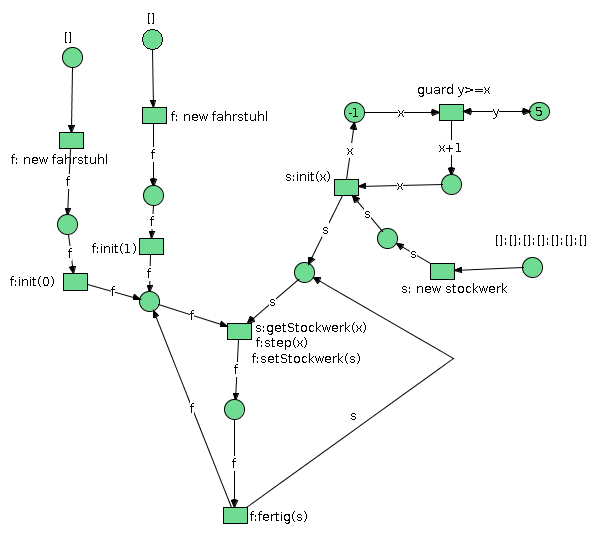 []
[]
guard y>=x
-1
x
y
5
f: new fahrstuhl
x+1
f
f: new fahrstuhl
x
f
s:init(x)
x
f
s
s
f:init(1)
[];[];[];[];[];[];[]
f
s
f
f:init(0)
s: new stockwerk
f
s
f
s:getStockwerk(x)
f:step(x)
f:setStockwerk(s)
f
f
s
f
f:fertig(s)